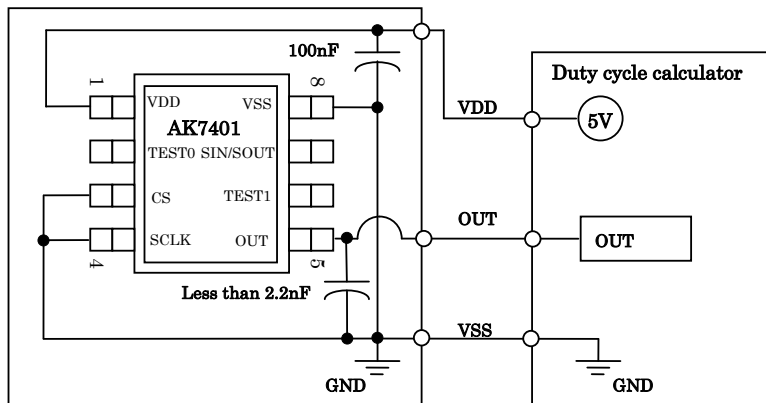 100nF
Duty cycle calculator
1
8
VDD
VSS
VDD
5V
AK7401
TEST0
SIN/SOUT
CS
TEST1
OUT
SCLK
OUT
OUT
4
5
Less than 2.2nF
VSS
GND
GND